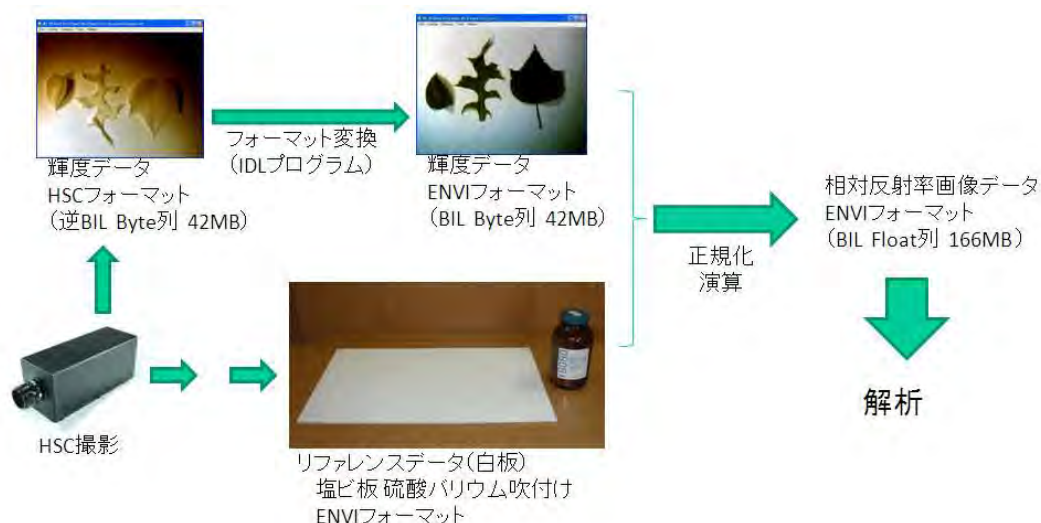 輝度データ
HSCフォーマット
(逆BIL Byte列 42MB)
フォーマット変換
(IDLプログラム)
輝度データ
ENVIフォーマット
(BIL Byte列 42MB)
正規化
演算
相対反射率画像データ
ENVIフォーマット
(BIL Float列 166MB)
解析
HSC撮影
リファレンスデータ(白板)
塩ビ板 硫酸バリウム吹付け
ENVIフォーマット